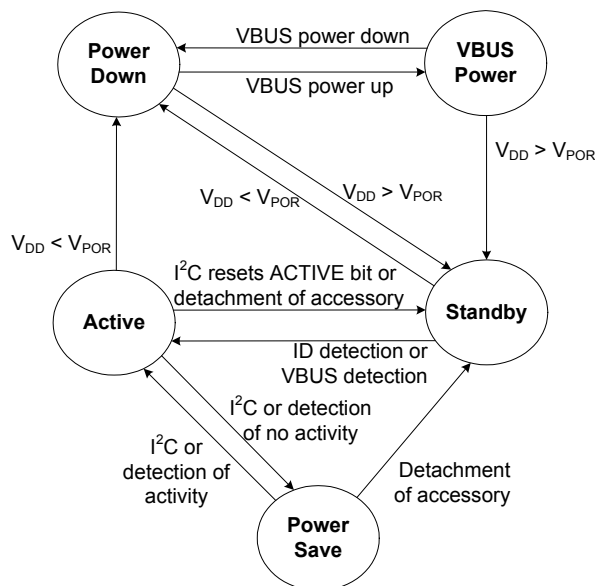 VBUS power down
Power
Down
VBUS
Power
VBUS power up
V_DD > V_POR
V_DD < V_POR
V_DD > V_POR
V_DD < V_POR
I²C resets ACTIVE bit or
detachment of accessory
Active
Standby
ID detection or
VBUS detection
I²C or detection
of no activity
I²C or
detection of
activity
Detachment
of accessory
Power
Save